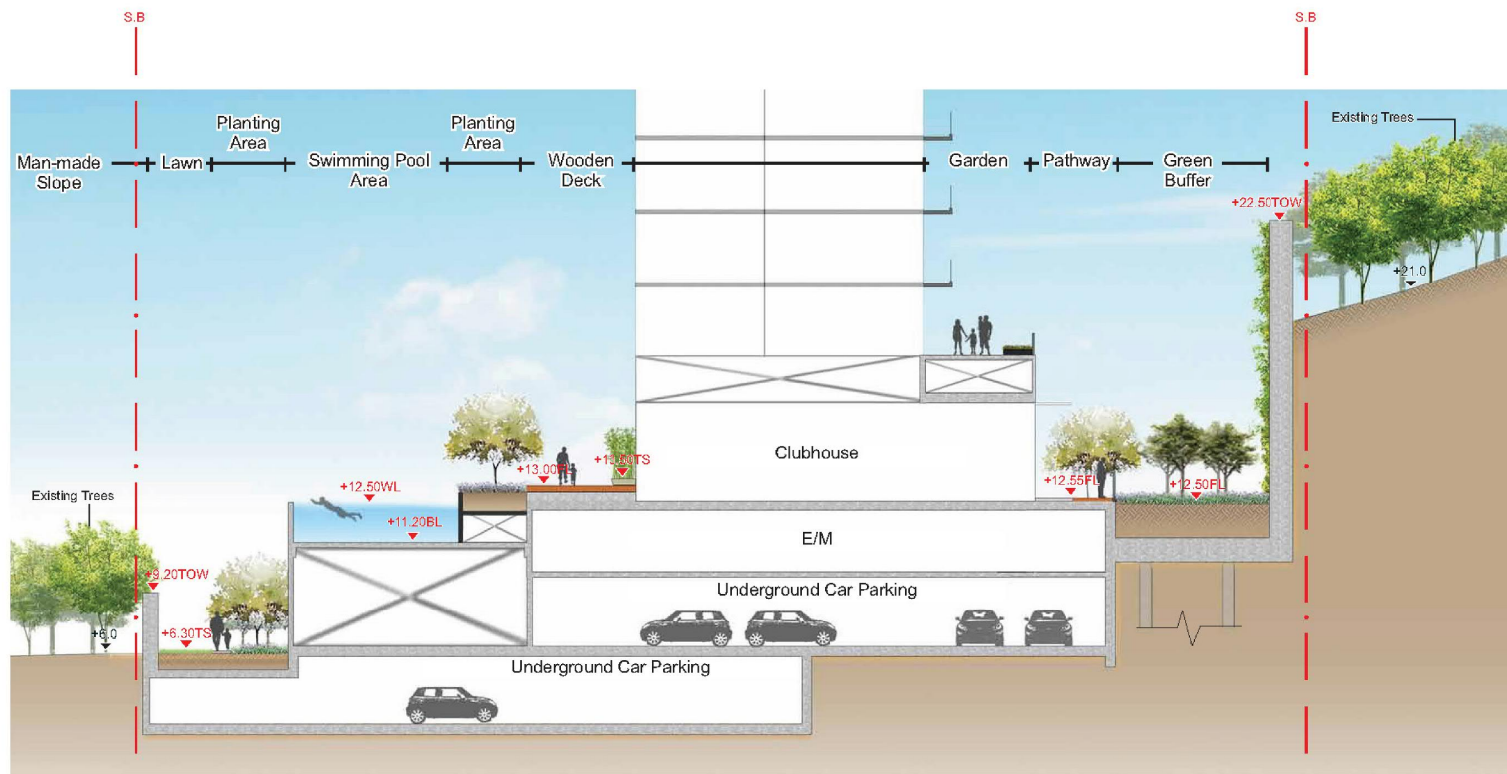 S.B
S.B
Man-made
Slope
Lawn
Planting
Area
Swimming Pool
Area
Planting
Area
Wooden
Deck
Garden
Pathway
Green
Buffer
Existing Trees
+22.50TOW
+21.0
Clubhouse
+13.00FL
TS
+12.50WL
+11.20BL
+12.55FL
+12.50FL
Existing Trees
E/M
+9.20TOW
Underground Car Parking
+6.0
+6.30TS
Underground Car Parking